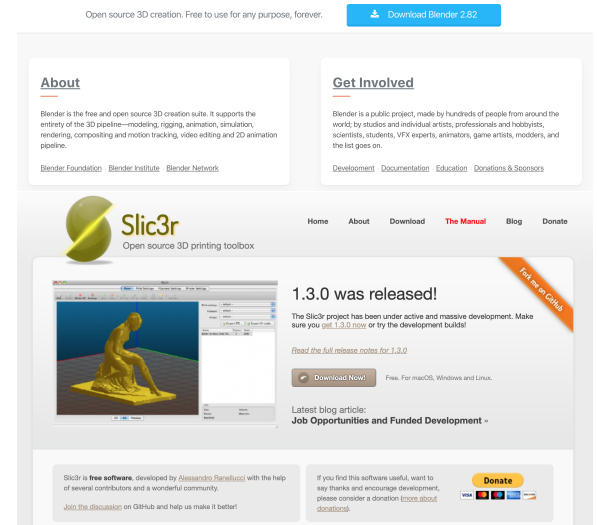 Open source 3D creation. Free to use for any purpose, forever.
Download Blender 2.82
About
Blender is the free and open source 3D creation suite. It supports the
entirety of the 3D pipeline—modeling, rigging, animation, simulation,
rendering, compositing and motion tracking, video editing and 2D animation
pipeline.
Blender Foundation · Blender Institute · Blender Network
Get Involved
Blender is a public project, made by hundreds of people from around the
world; by studios and individual artists, professionals and hobbyists,
scientists, students, VFX experts, animators, game artists, modders, and
the list goes on.
Development · Documentation · Education · Donations & Sponsors
Slic3r
Open source 3D printing toolbox
Home About Download The Manual Blog Donate
Fork me on GitHub
1.3.0 was released!
The Slic3r project has been under active and massive development. Make
sure you get 1.3.0 now or try the development builds!
Read the full release notes for 1.3.0
Download Now!
Free. For macOS, Windows and Linux.
Latest blog article:
Job Opportunities and Funded Development »
Slic3r is free software, developed by Alessandro Ranellucci with the help
of several contributors and a wonderful community.
Join the discussion on GitHub and help us make it better!
If you find this software useful, want to
say thanks and encourage development,
please consider a donation (more about
donations).
Donate
VISA